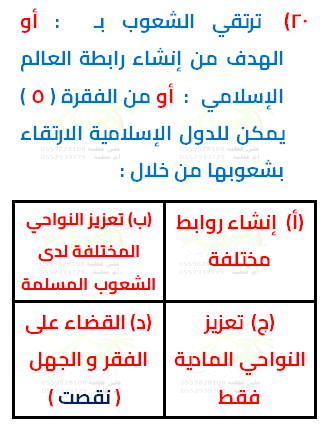 ٢٠) ترتقي الشعوب بـ : أو
الهدف من إنشاء رابطة العالم
الإسلامي : أو من الفقرة ( ٥ )
يمكن للدول الإسلامية الارتقاء
بشعوبها من خلال :
(أ) إنشاء روابط
مختلفة
(ب) تعزيز النواحي
المختلفة لدى
الشعوب المسلمة
(ج) تعزيز
النواحي المادية
فقط
(د) القضاء على
الفقر و الجهل
( نقصت )